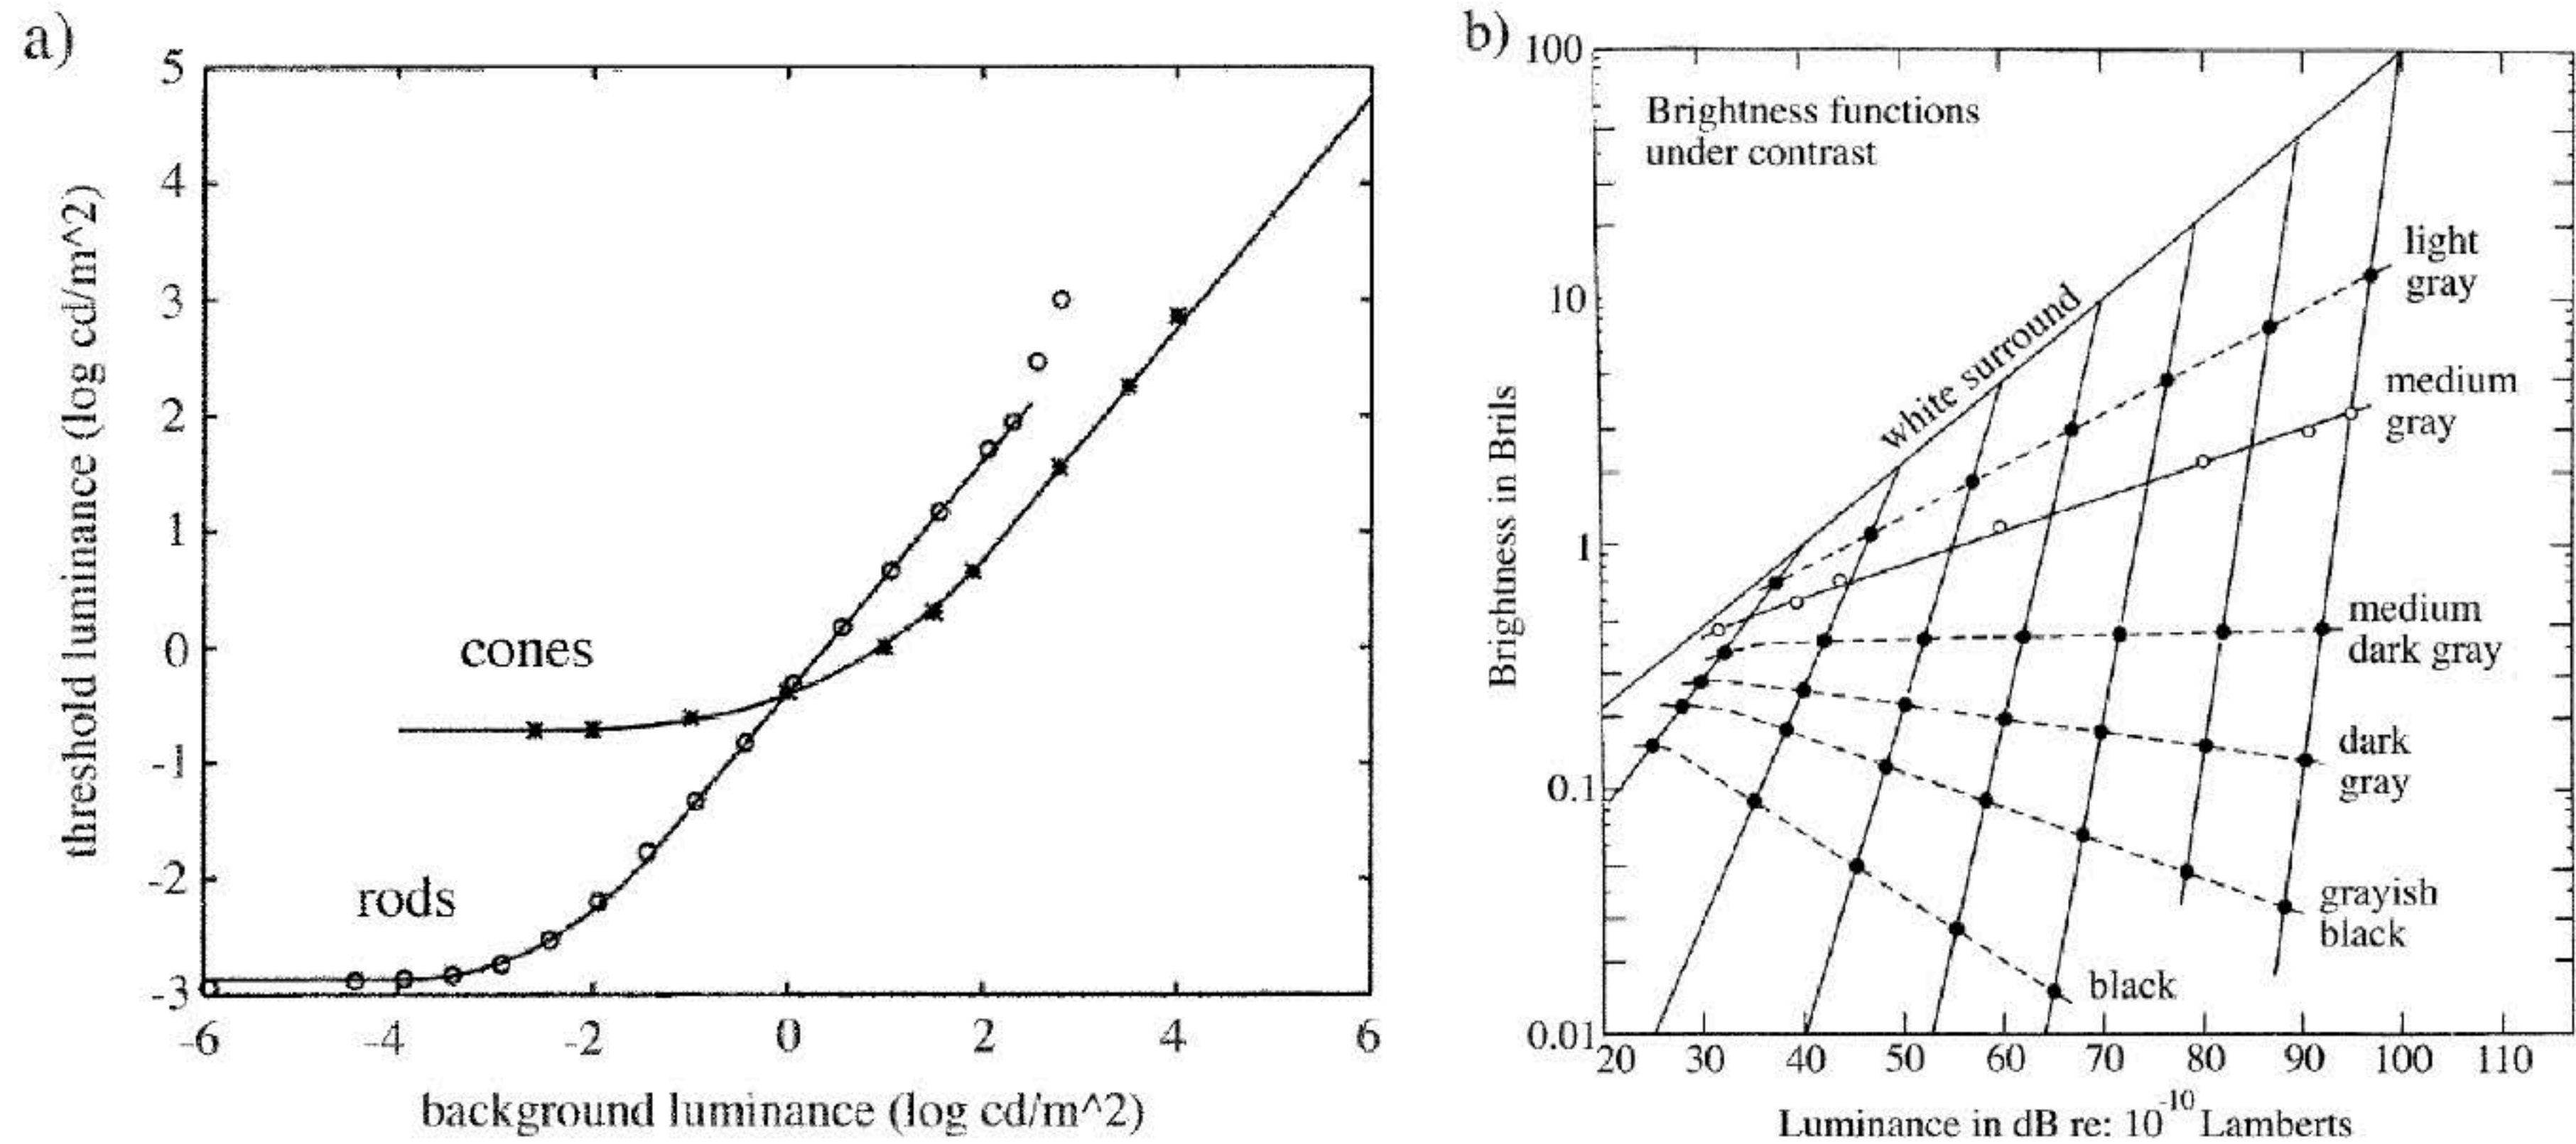 a)
5
4
3
2
1
0
-1
-2
-3
-6
-4
-2
0
2
4
6
threshold luminance (log cd/m^2)
background luminance (log cd/m^2)
cones
rods
b)
100
10
1
0.1
0.01
20 30 40 50 60 70 80 90 100 110
Brightness in Brils
Luminance in dB re: 10^-10 Lamberts
Brightness functions
under contrast
white surround
light
gray
medium
gray
medium
dark gray
dark
gray
grayish
black
black